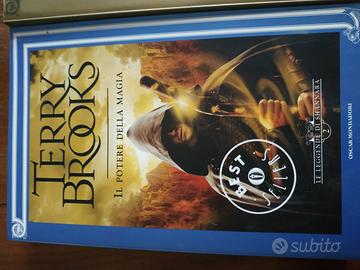 TERRY
BROOKS
IL POTERE DELLA MAGIA
BEST
SELLERS
LE LEGGENDE DI SHANNARA
2
OSCAR MONDADORI
subito